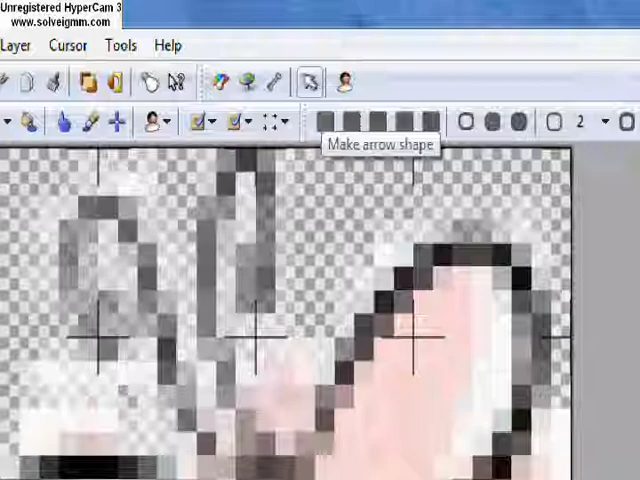 Unregistered HyperCam 3
www.solveigmm.com
Layer Cursor Tools Help
2
Make arrow shape